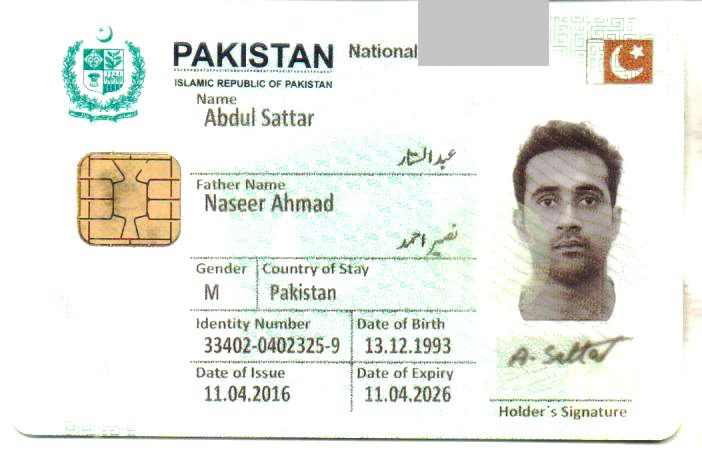 PAKISTAN National
ISLAMIC REPUBLIC OF PAKISTAN
Name
Abdul Sattar
عبدالستار
Father Name
Naseer Ahmad
نصیر احمد
Gender Country of Stay
M Pakistan
Identity Number Date of Birth
33402-0402325-9 13.12.1993
Date of Issue Date of Expiry
11.04.2016 11.04.2026
A. Sattar
Holder`s Signature